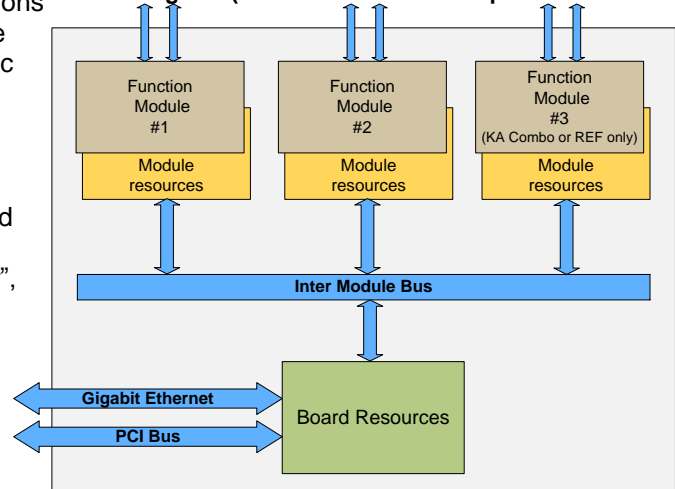 ons
e
c
d
”,
Function
Module
#1
Module
resources
Function
Module
#2
Module
resources
Function
Module
#3
(KA Combo or REF only)
Module
resources
Inter Module Bus
Gigabit Ethernet
PCI Bus
Board Resources